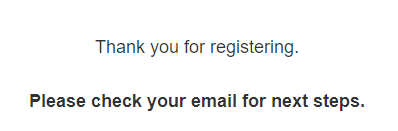 Thank you for registering.
Please check your email for next steps.